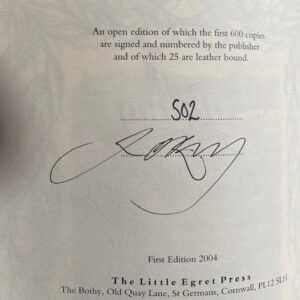 An open edition of which the first 600 copies
are signed and numbered by the publisher
and of which 25 are leather bound.
502
First Edition 2004
The Little Egret Press
The Bothy, Old Quay Lane, St Germans, Cornwall, PL12 5LH.